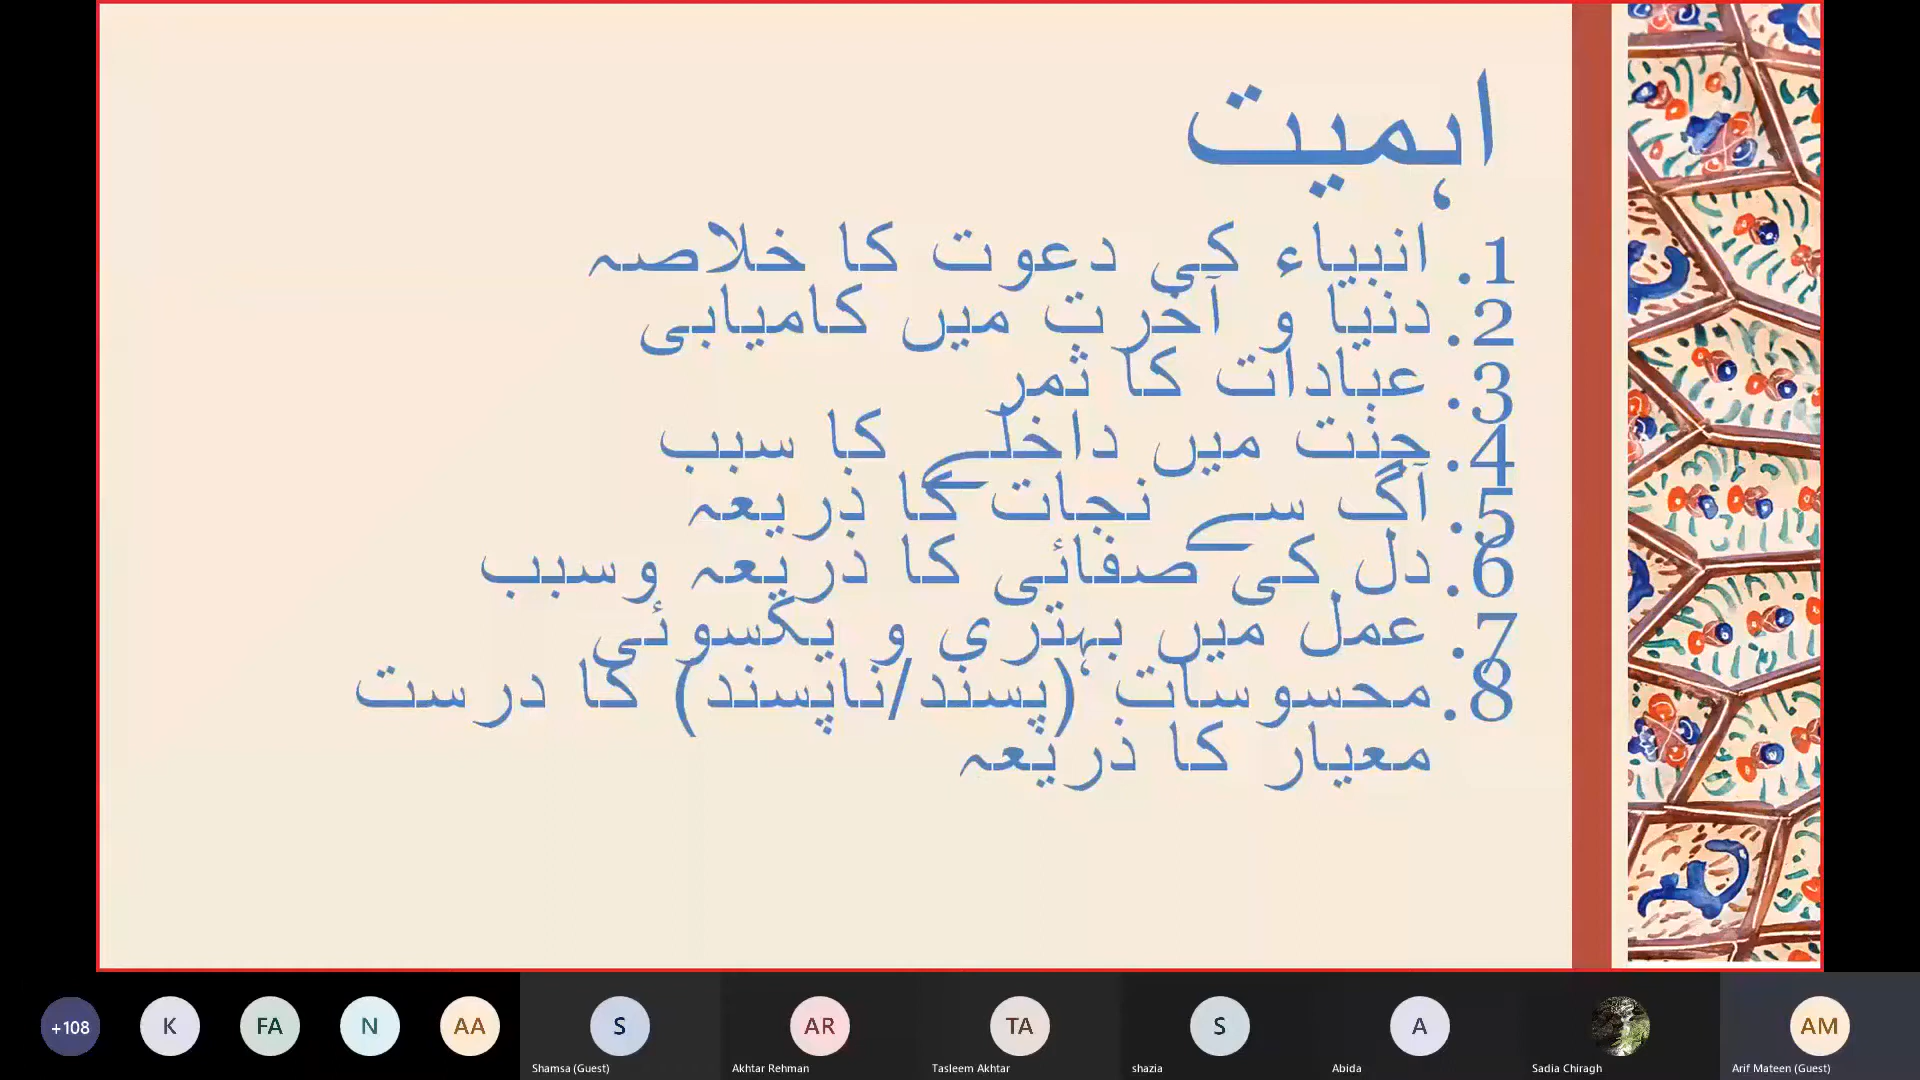 اہمیت
1. انبیاء کی دعوت کا خلاصہ
2. دنیا و آخرت میں کامیابی
3. عبادات کا ثمر
4. جنت میں داخلے کا سبب
5. آگ سے نجات کا ذریعہ
6. دل کی صفائی کا ذریعہ وسبب
7. عمل میں بہتری و یکسوئی
8. محسوسات (پسند/ناپسند) کا درست
معیار کا ذریعہ
+108 K FA N AA S AR TA S A AM
Shamsa (Guest) Akhtar Rehman Tasleem Akhtar shazia Abida Sadia Chiragh Arif Mateen (Guest)